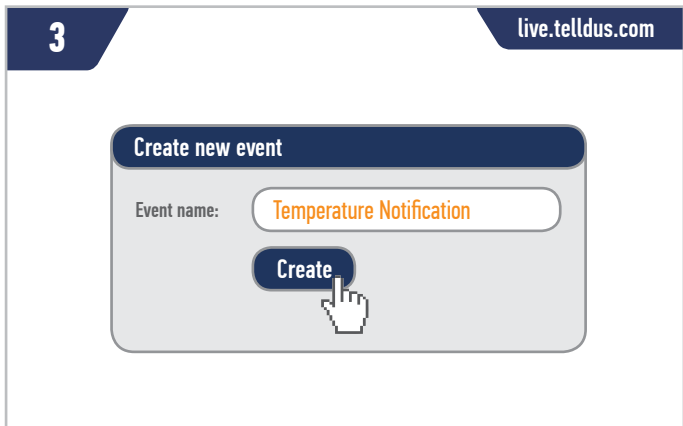 3
live.telldus.com
Create new event
Event name:
Temperature Notification
Create